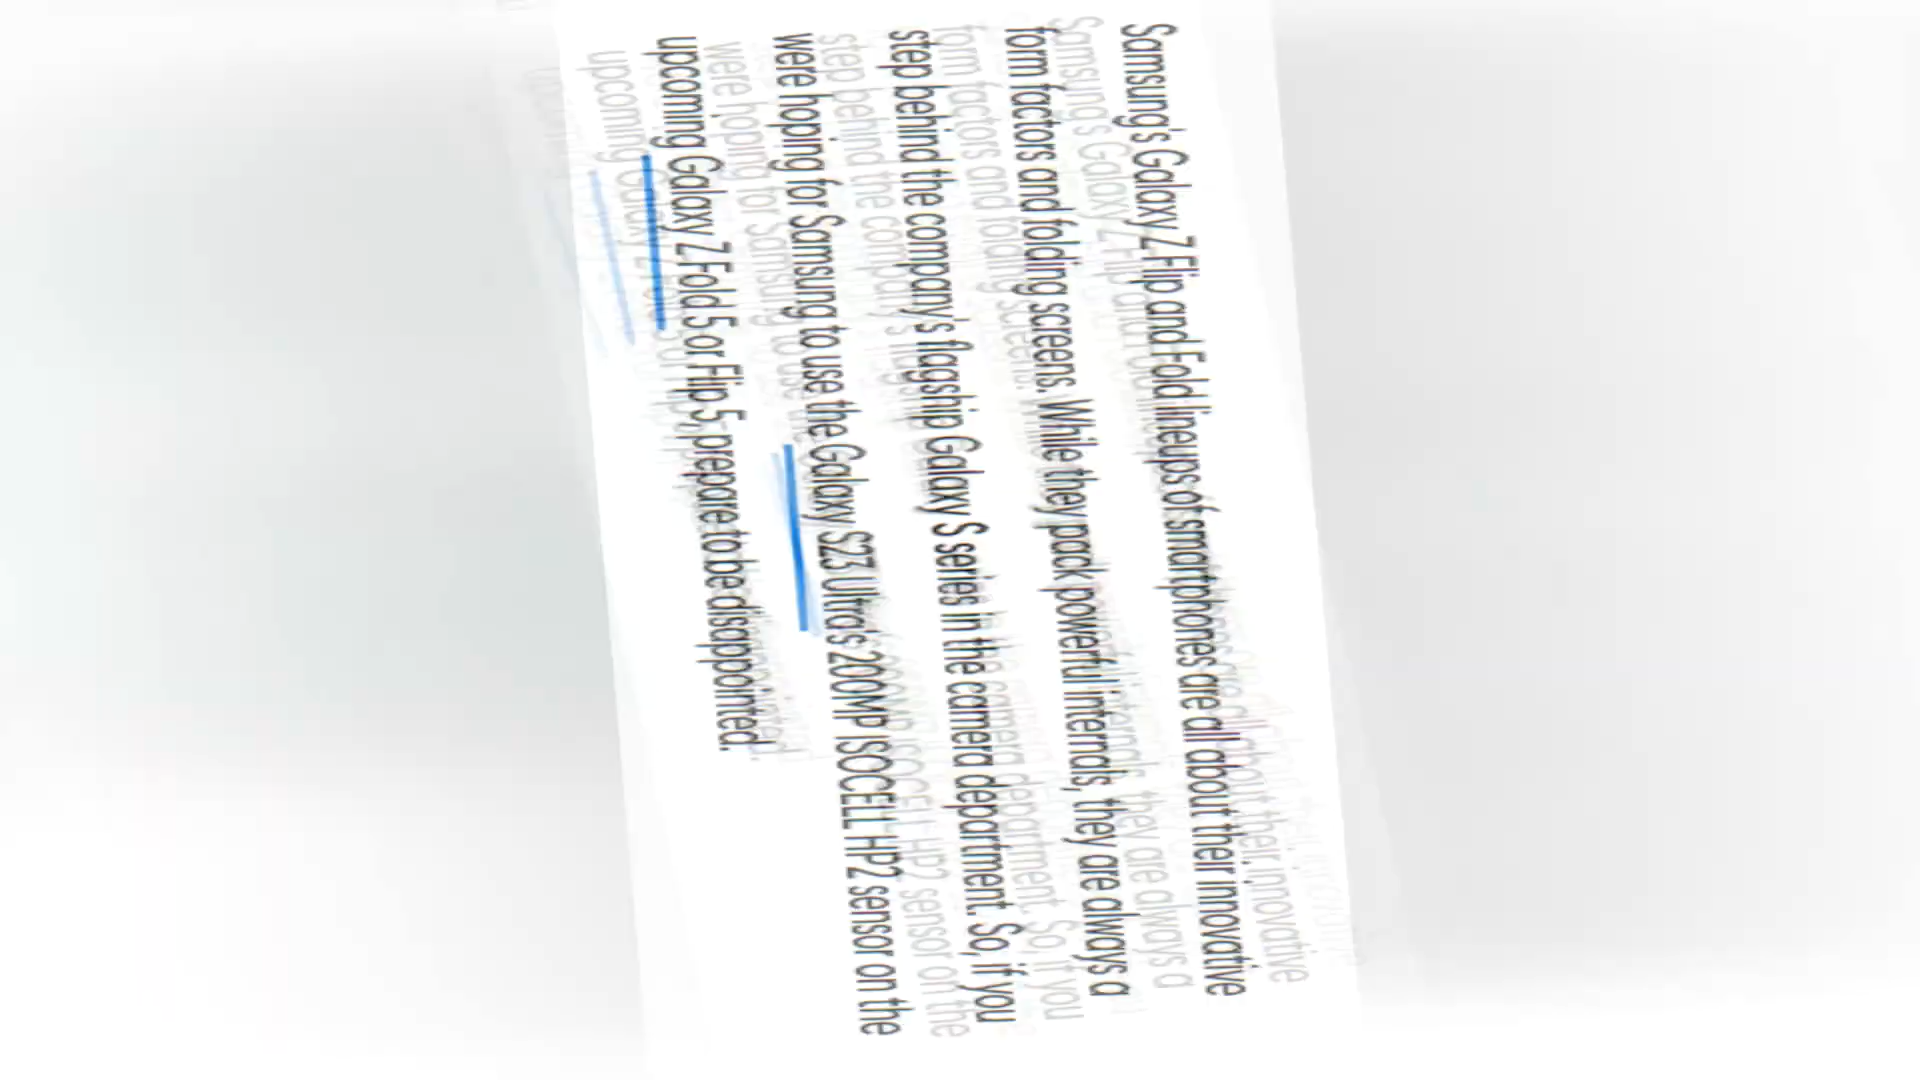 Samsung's Galaxy Z Flip and Fold lineups of smartphones are all about their innovative
form factors and folding screens. While they pack powerful internals, they are always a
step behind the company's flagship Galaxy S series in the camera department. So, if you
were hoping for Samsung to use the Galaxy S23 Ultra's 200MP ISOCELL HP2 sensor on the
upcoming Galaxy Z Fold 5 or Flip 5, prepare to be disappointed.